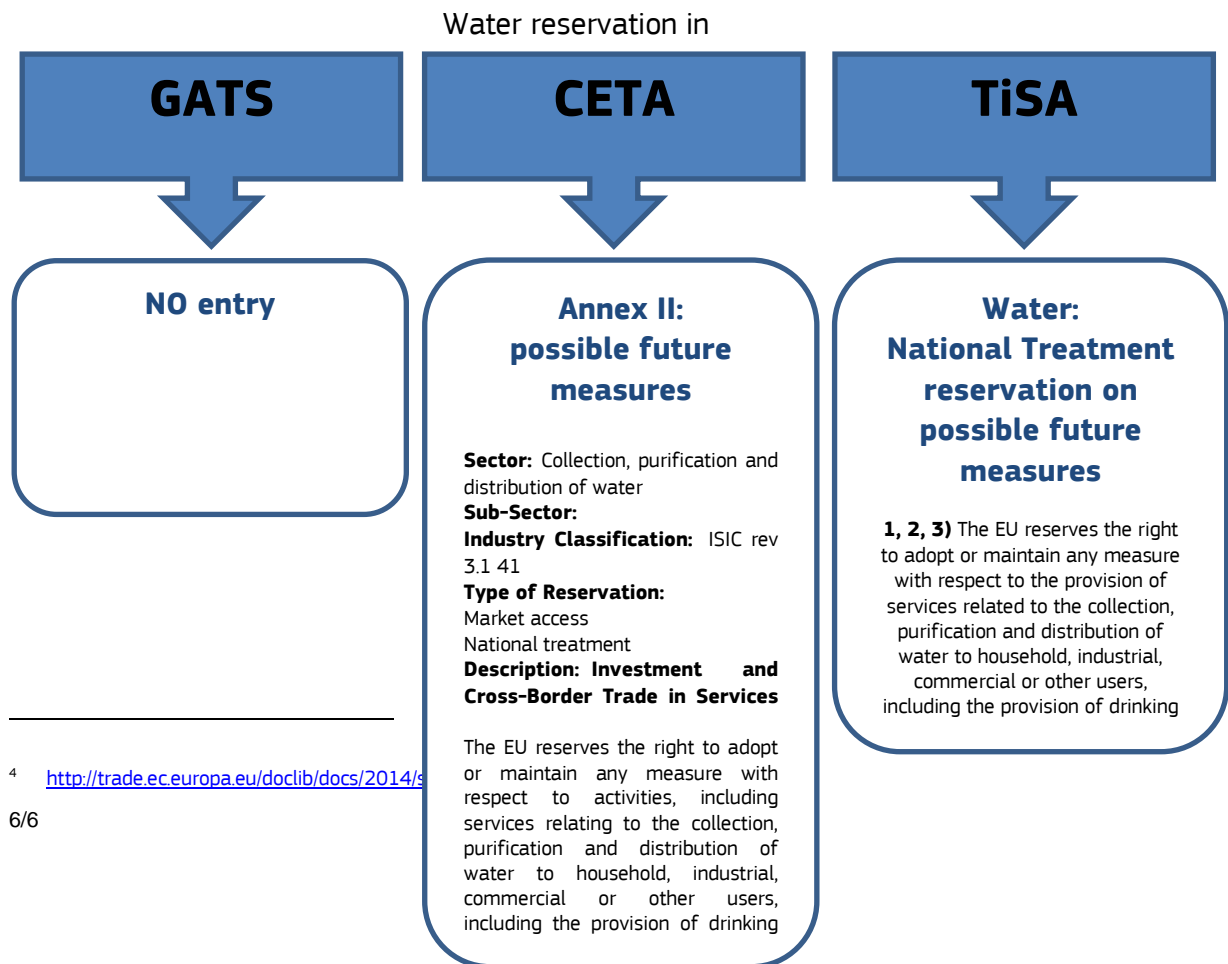 Water reservation in
GATS
CETA
TiSA
NO entry
Annex II:
possible future
measures
Sector: Collection, purification and
distribution of water
Sub-Sector:
Industry Classification: ISIC rev
3.1 41
Type of Reservation:
Market access
National treatment
Description: Investment and
Cross-Border Trade in Services
The EU reserves the right to adopt
or maintain any measure with
respect to activities, including
services relating to the collection,
purification and distribution of
water to household, industrial,
commercial or other users,
including the provision of drinking
Water:
National Treatment
reservation on
possible future
measures
1, 2, 3) The EU reserves the right
to adopt or maintain any measure
with respect to the provision of
services related to the collection,
purification and distribution of
water to household, industrial,
commercial or other users,
including the provision of drinking
4 http://trade.ec.europa.eu/doclib/docs/2014/s
6/6